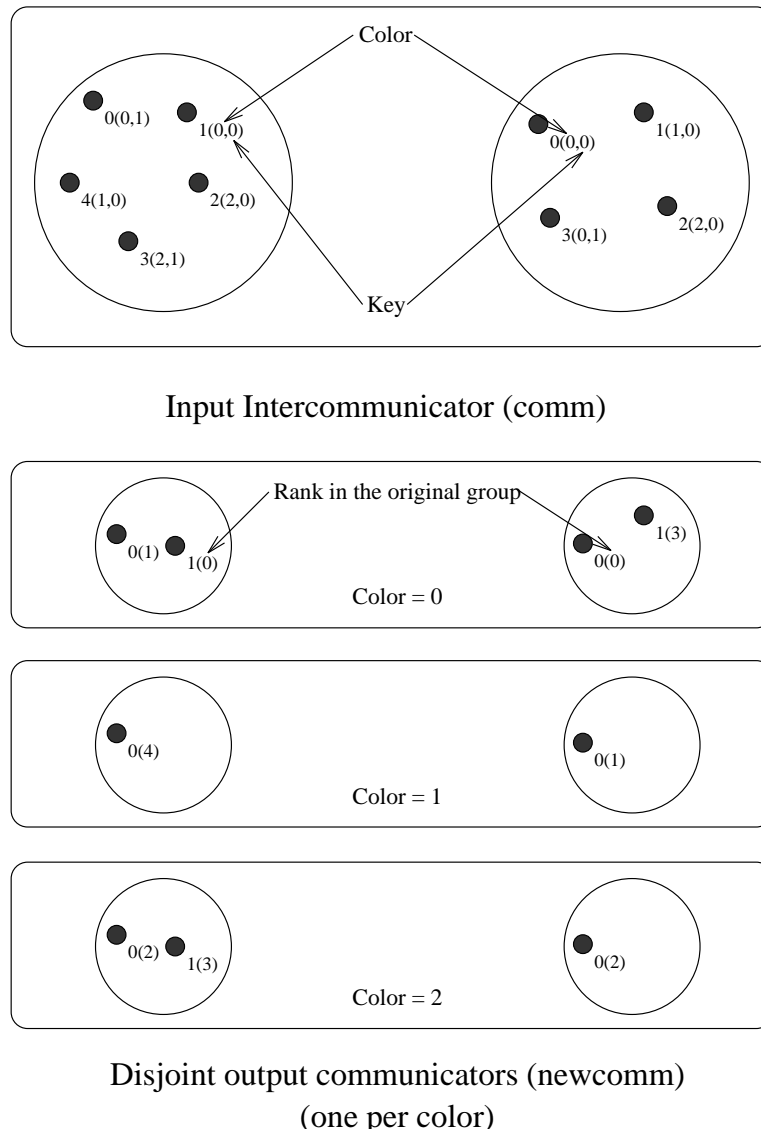 Color
0(0,1)
1(0,0)
0(0,0)
1(1,0)
4(1,0)
2(2,0)
2(2,0)
3(2,1)
3(0,1)
Key
Input Intercommunicator (comm)
Rank in the original group
0(1)
1(0)
0(0)
1(3)
Color = 0
0(4)
0(1)
Color = 1
0(2)
1(3)
0(2)
Color = 2
Disjoint output communicators (newcomm)
(one per color)